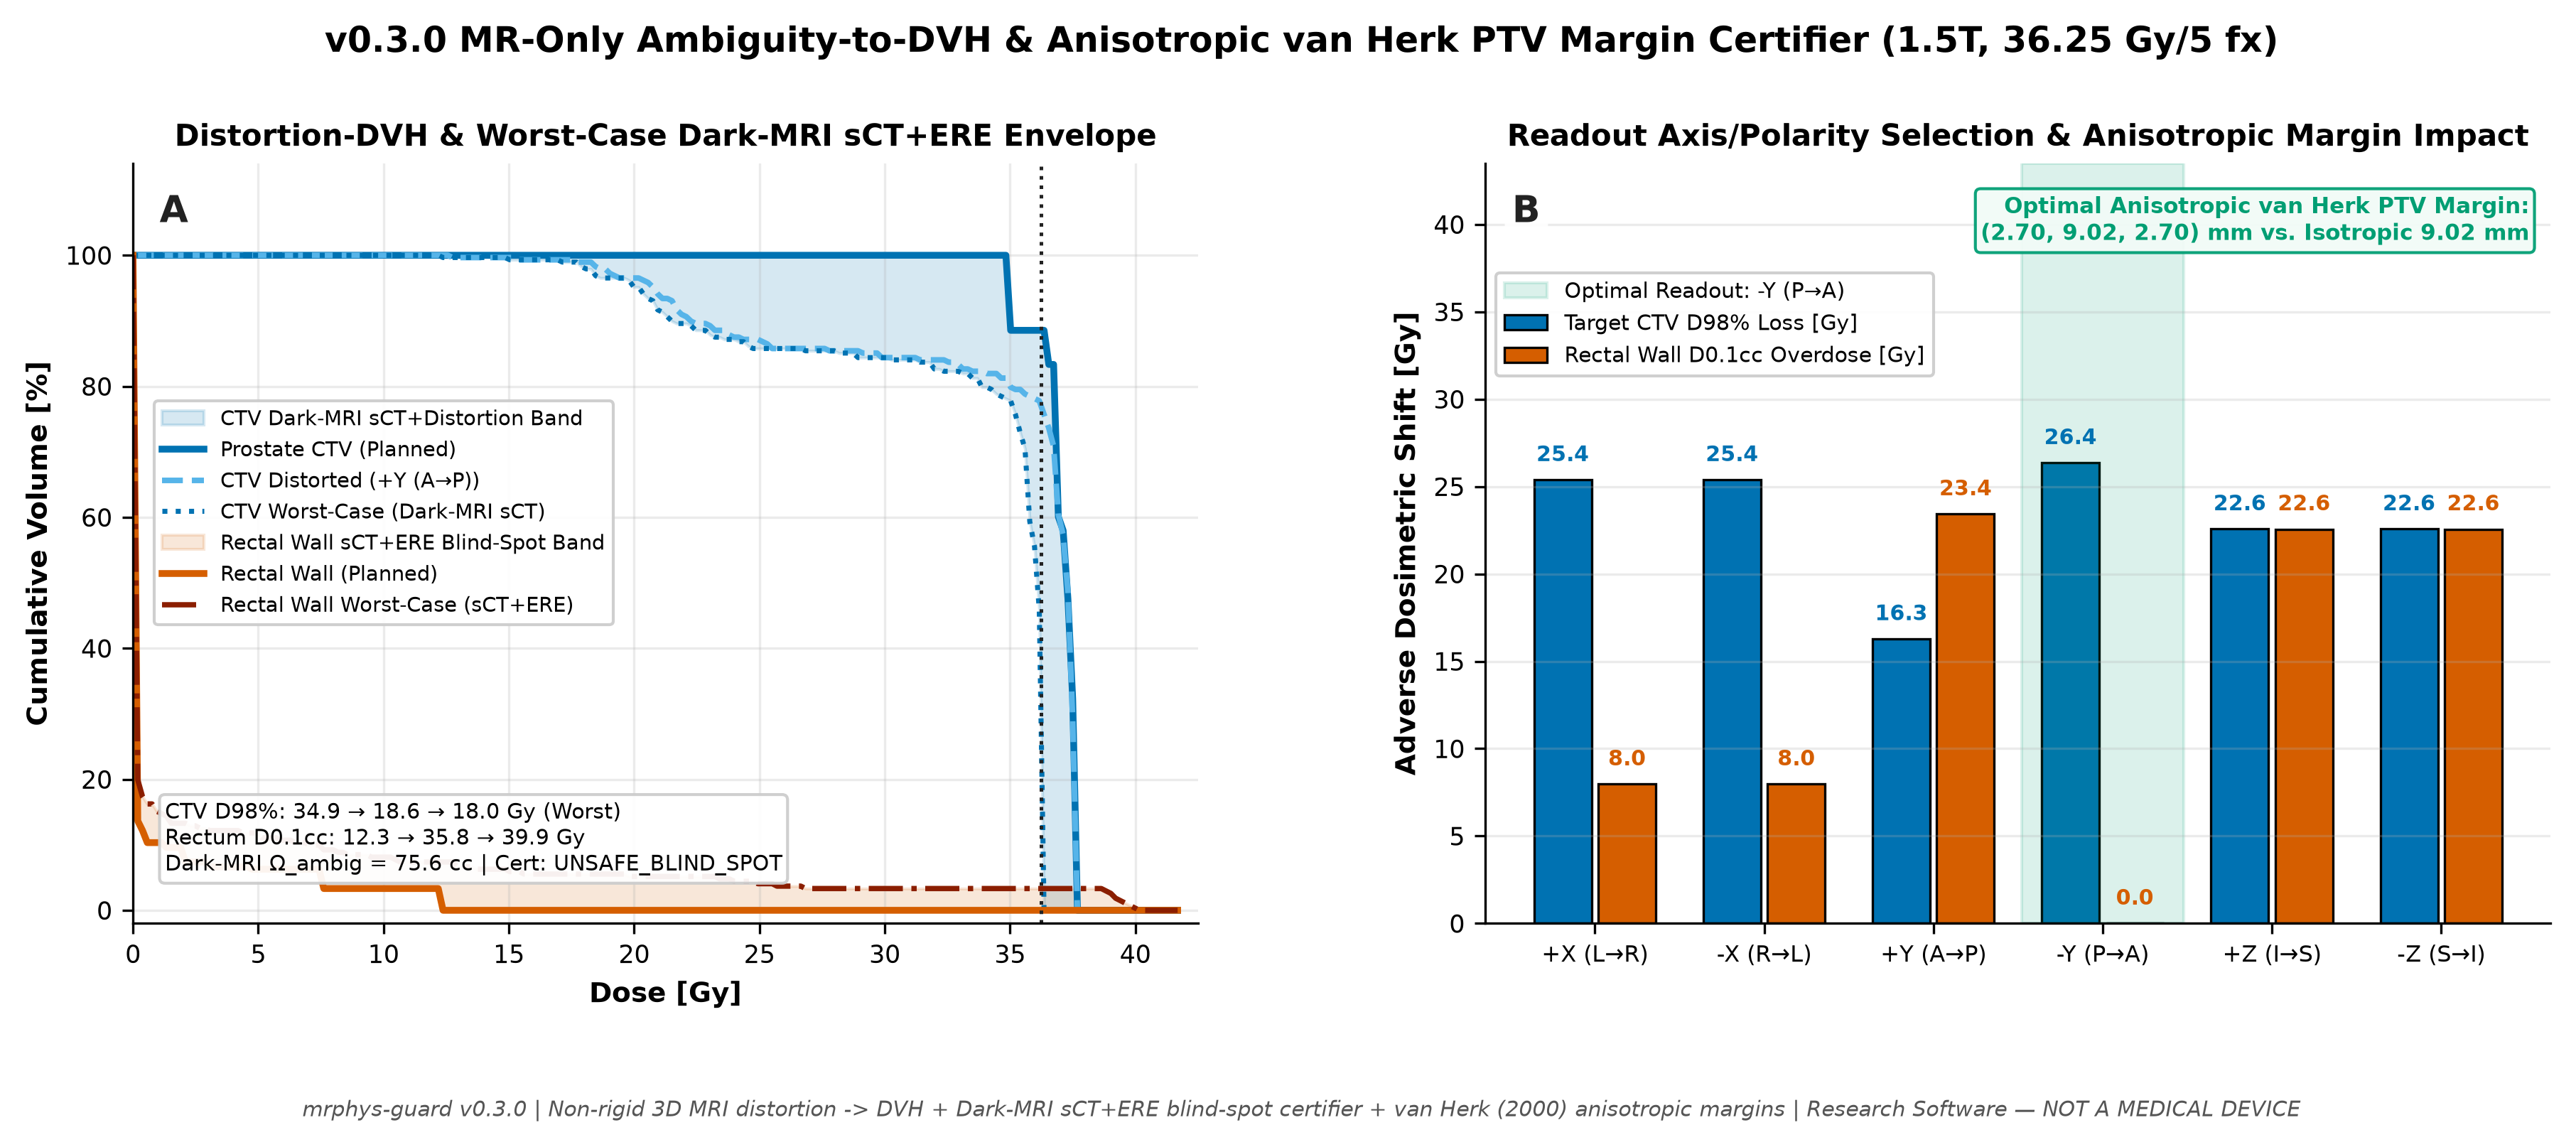 v0.3.0 MR-Only Ambiguity-to-DVH & Anisotropic van Herk PTV Margin Certifier (1.5T, 36.25 Gy/5 fx)
Distortion-DVH & Worst-Case Dark-MRI sCT+ERE Envelope
A
Cumulative Volume [%]
100
80
60
40
20
0
CTV Dark-MRI sCT+Distortion Band
Prostate CTV (Planned)
CTV Distorted (+Y (A→P))
CTV Worst-Case (Dark-MRI sCT)
Rectal Wall sCT+ERE Blind-Spot Band
Rectal Wall (Planned)
Rectal Wall Worst-Case (sCT+ERE)
CTV D98%: 34.9 → 18.6 → 18.0 Gy (Worst)
Rectum D0.1cc: 12.3 → 35.8 → 39.9 Gy
Dark-MRI Ω_ambig = 75.6 cc | Cert: UNSAFE_BLIND_SPOT
0 5 10 15 20 25 30 35 40
Dose [Gy]
Readout Axis/Polarity Selection & Anisotropic Margin Impact
B
Optimal Anisotropic van Herk PTV Margin:
(2.70, 9.02, 2.70) mm vs. Isotropic 9.02 mm
Optimal Readout: -Y (P→A)
Target CTV D98% Loss [Gy]
Rectal Wall D0.1cc Overdose [Gy]
Adverse Dosimetric Shift [Gy]
40
35
30
25
20
15
10
5
0
25.4 8.0 25.4 8.0 16.3 23.4 26.4 0.0 22.6 22.6 22.6 22.6
+X (L→R) -X (R→L) +Y (A→P) -Y (P→A) +Z (I→S) -Z (S→I)
mrphys-guard v0.3.0 | Non-rigid 3D MRI distortion -> DVH + Dark-MRI sCT+ERE blind-spot certifier + van Herk (2000) anisotropic margins | Research Software — NOT A MEDICAL DEVICE